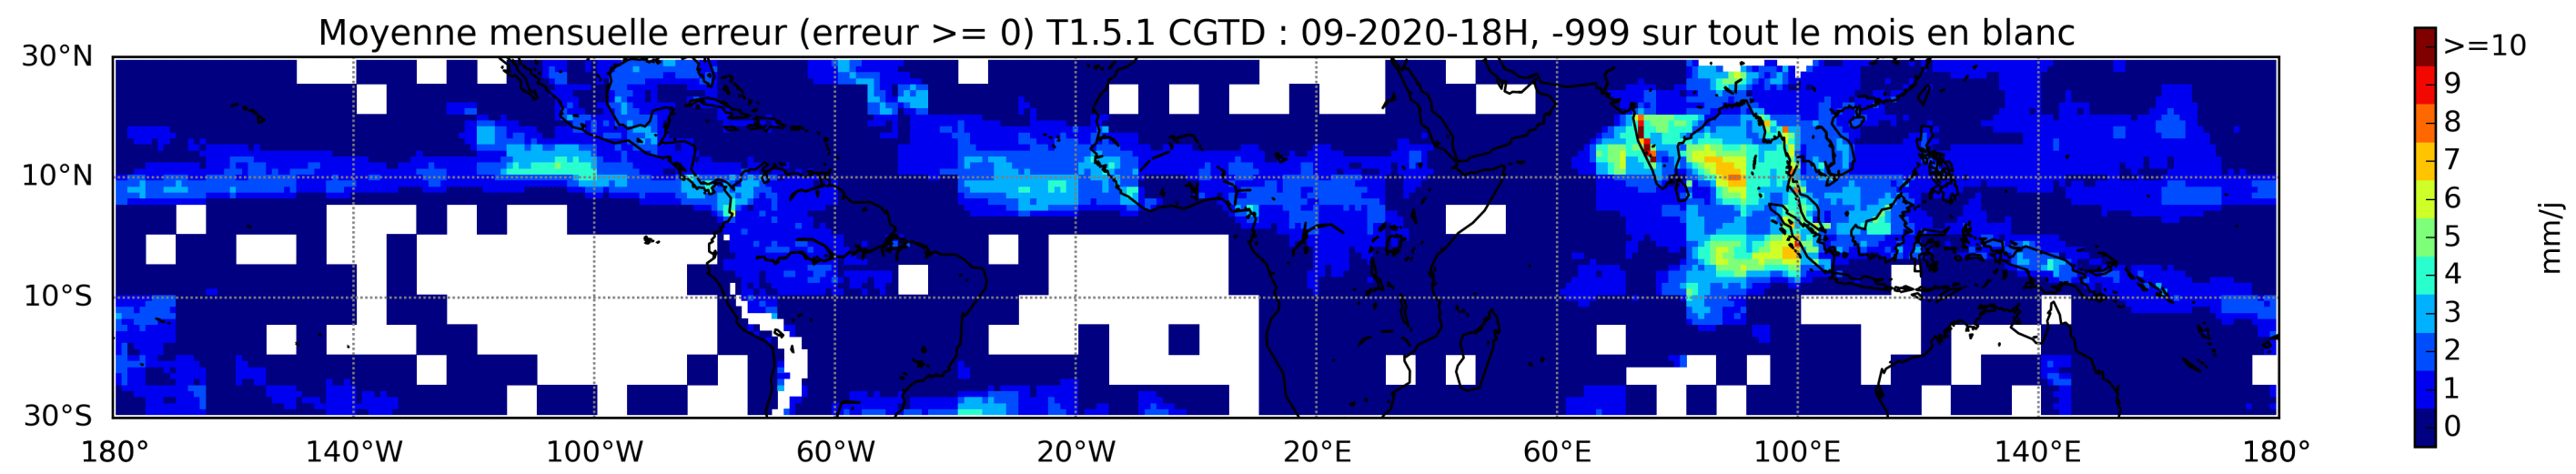 Moyenne mensuelle erreur (erreur >= 0) T1.5.1 CGTD : 09-2020-18H, -999 sur tout le mois en blanc
30°N
10°N
10°S
30°S
180° 140°W 100°W 60°W 20°W 20°E 60°E 100°E 140°E 180°
>=10
9
8
7
6
5
4
3
2
1
0
mm/j